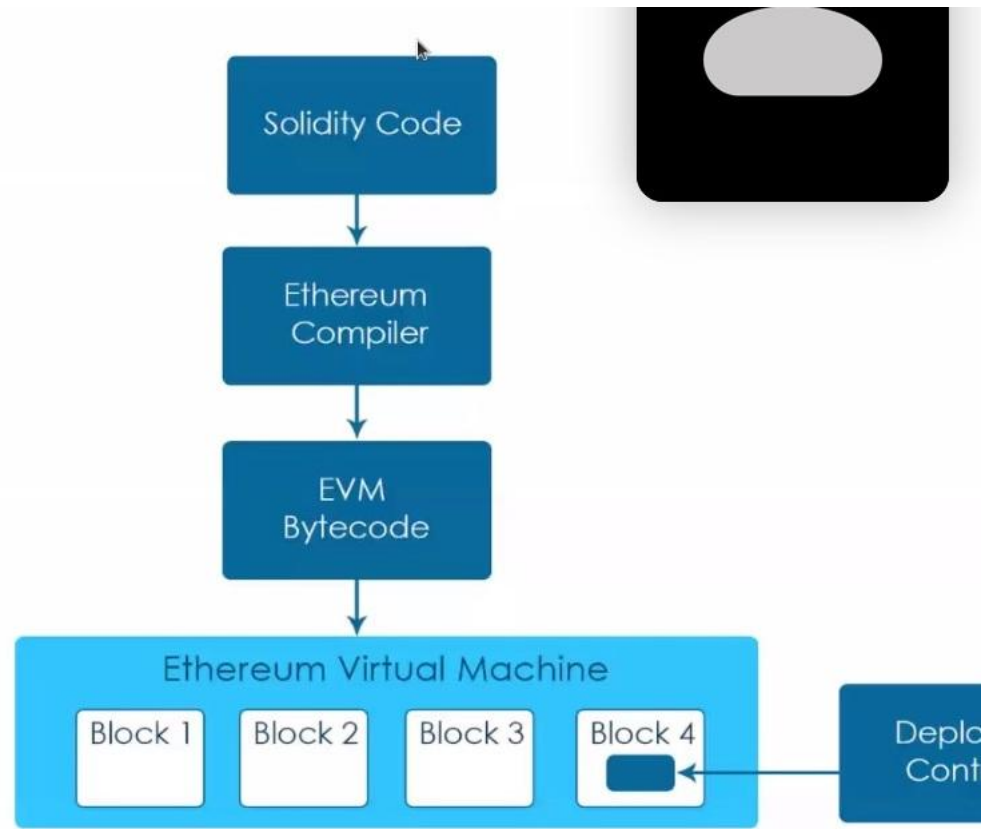 Solidity Code
Ethereum
Compiler
EVM
Bytecode
Ethereum Virtual Machine
Block 1
Block 2
Block 3
Block 4